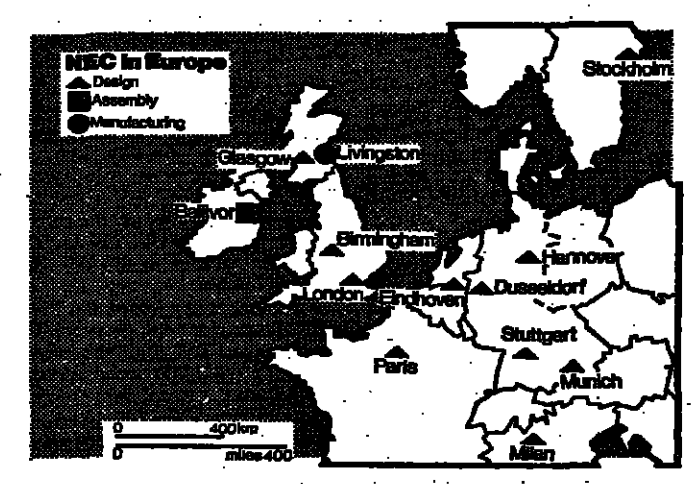 NEC in Europe
Design
Assembly
Manufacturing
Stockholm
Glasgow
Livingston
Ballivor
Birmingham
Hannover
London
Eindhoven
Dusseldorf
Stuttgart
Paris
Munich
Milan
0 400km
0 miles 400